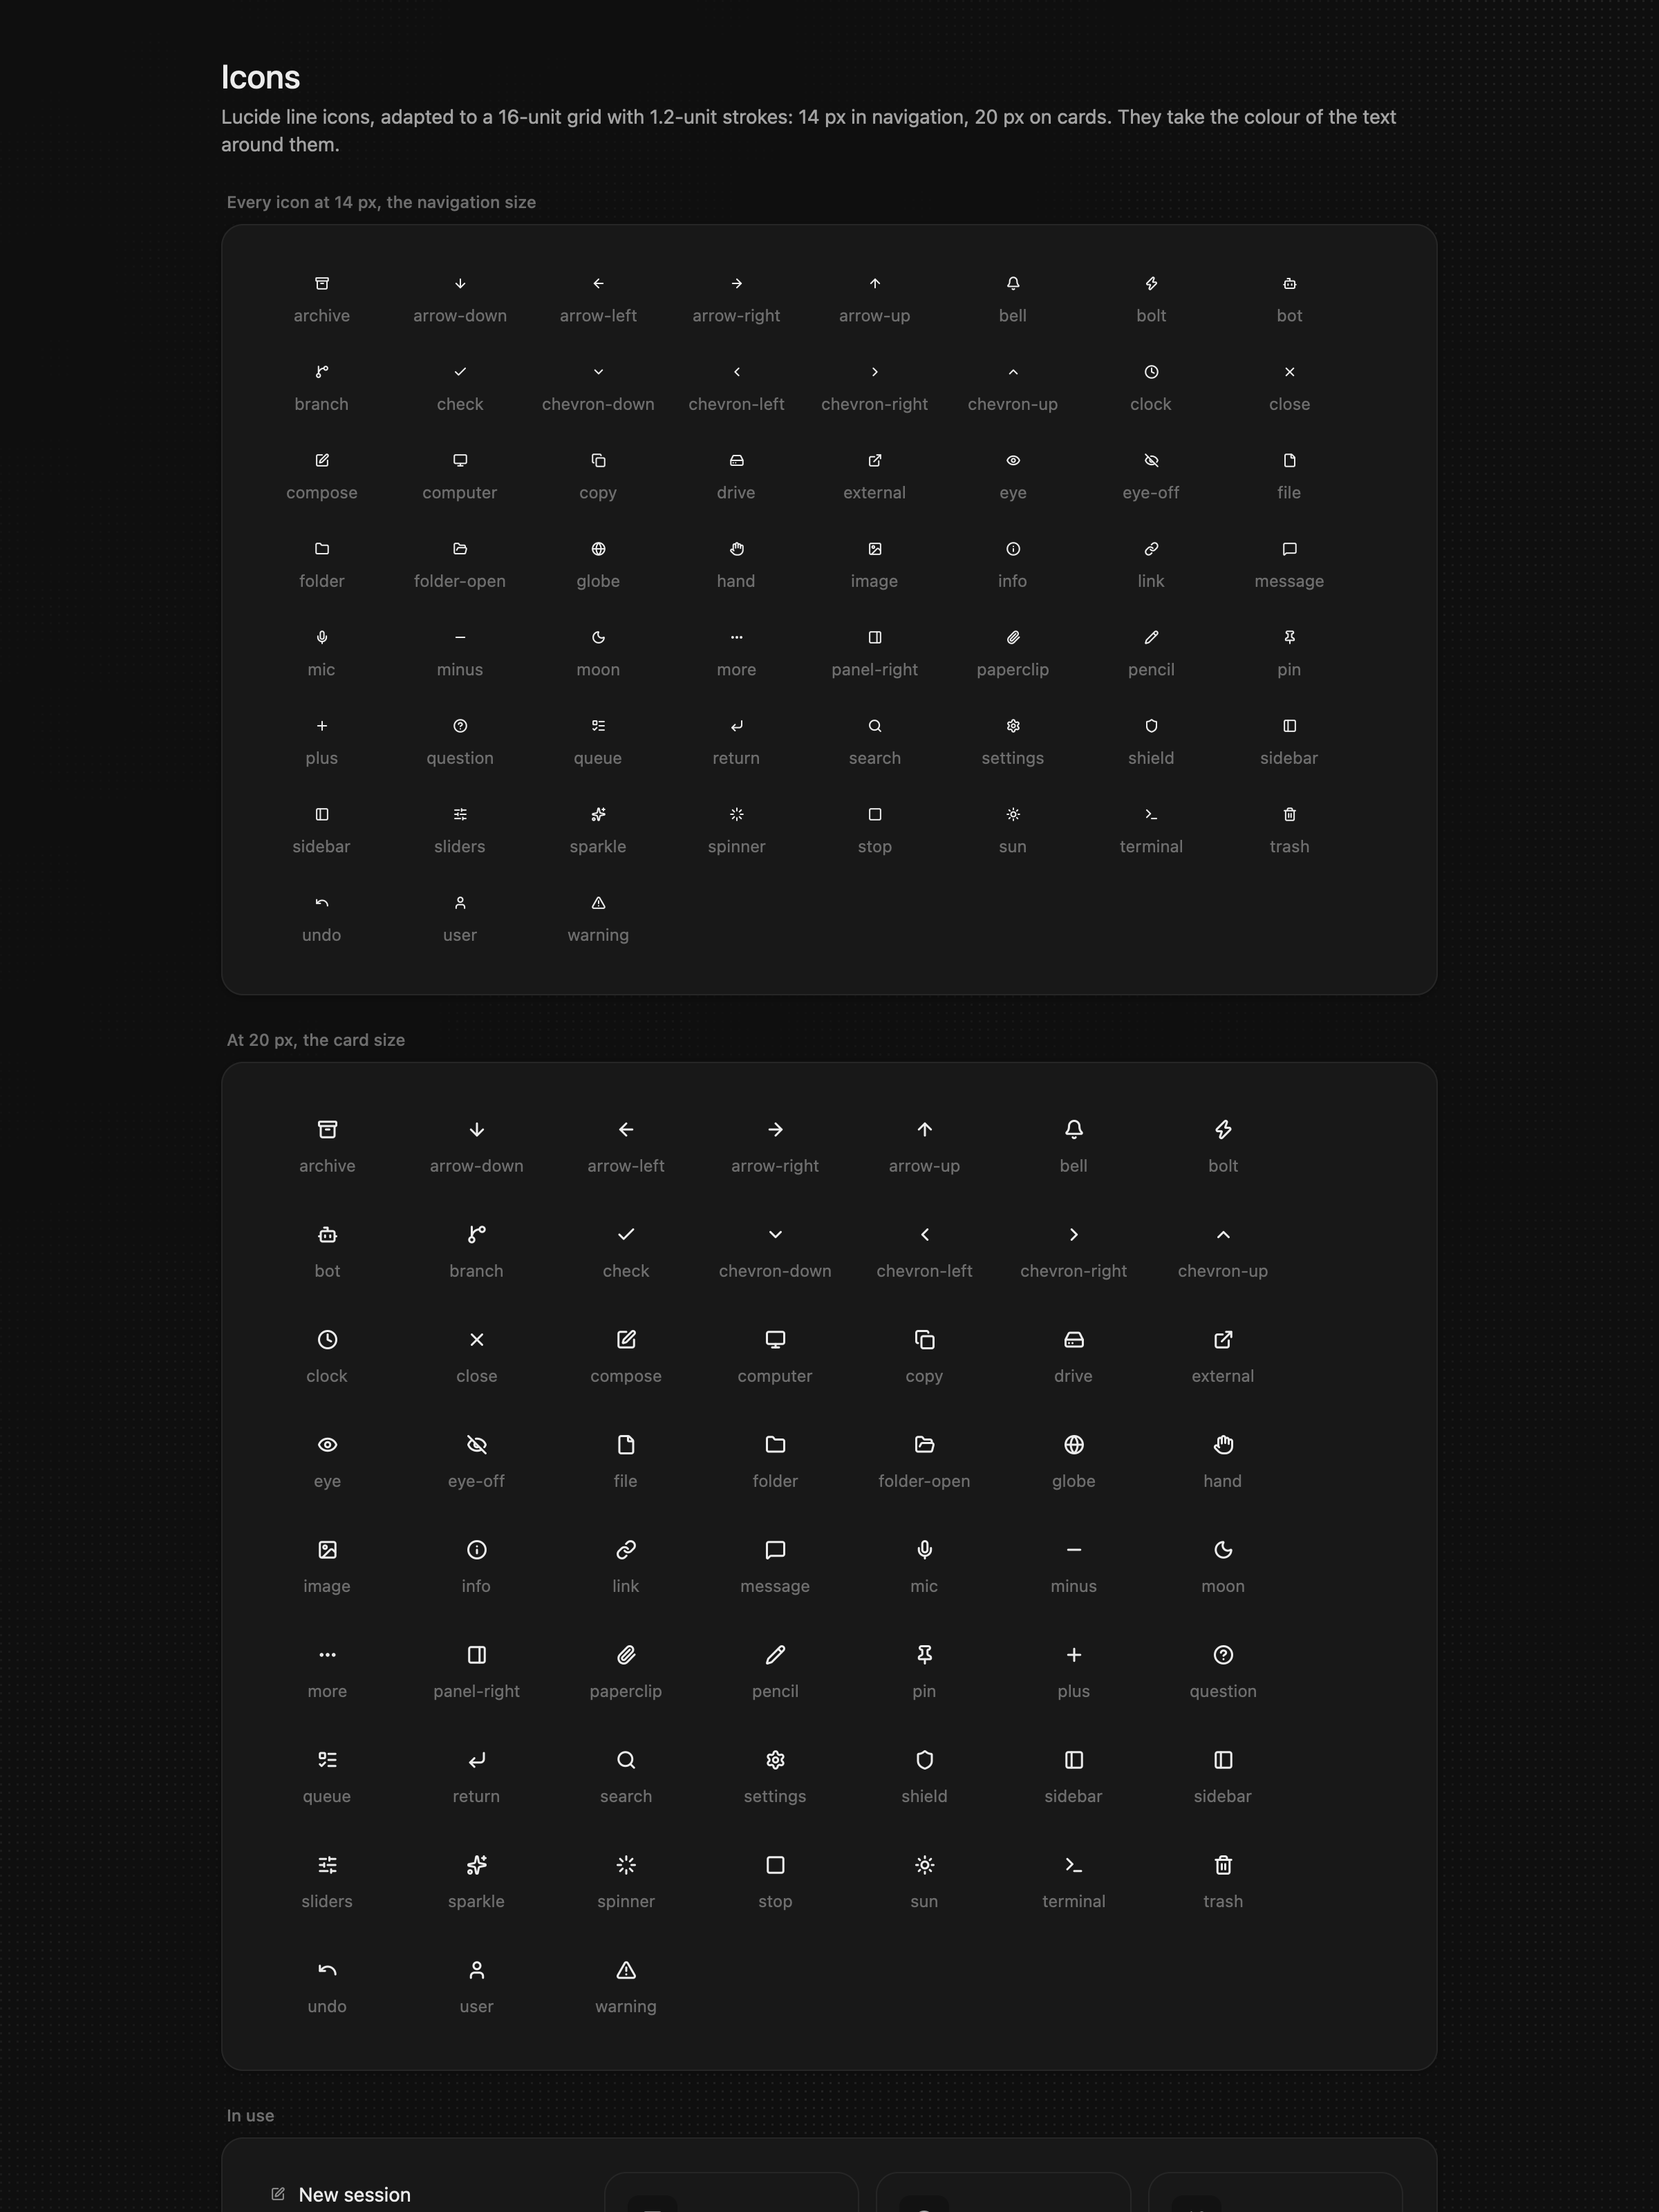 Icons
Lucide line icons, adapted to a 16-unit grid with 1.2-unit strokes: 14 px in navigation, 20 px on cards. They take the colour of the text
around them.
Every icon at 14 px, the navigation size
archive arrow-down arrow-left arrow-right arrow-up bell bolt bot
branch check chevron-down chevron-left chevron-right chevron-up clock close
compose computer copy drive external eye eye-off file
folder folder-open globe hand image info link message
mic minus moon more panel-right paperclip pencil pin
plus question queue return search settings shield sidebar
sidebar sliders sparkle spinner stop sun terminal trash
undo user warning
At 20 px, the card size
archive arrow-down arrow-left arrow-right arrow-up bell bolt
bot branch check chevron-down chevron-left chevron-right chevron-up
clock close compose computer copy drive external
eye eye-off file folder folder-open globe hand
image info link message mic minus moon
more panel-right paperclip pencil pin plus question
queue return search settings shield sidebar sidebar
sliders sparkle spinner stop sun terminal trash
undo user warning
In use
New session